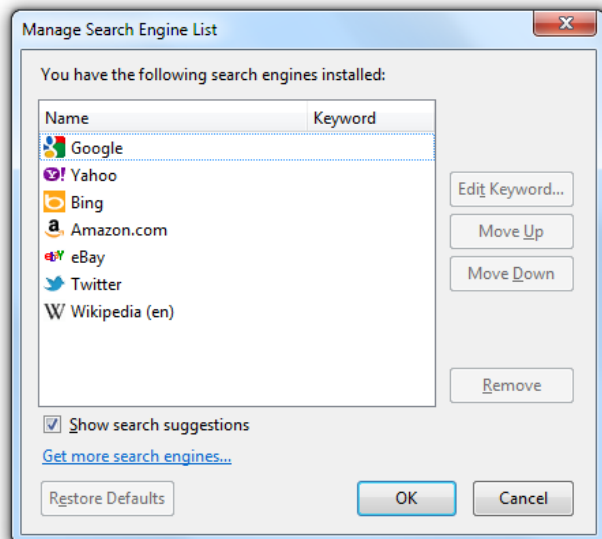 Manage Search Engine List
You have the following search engines installed:
Name Keyword
Google
Yahoo
Bing
Amazon.com
eBay
Twitter
Wikipedia (en)
Edit Keyword...
Move Up
Move Down
Remove
Show search suggestions
Get more search engines...
Restore Defaults OK Cancel